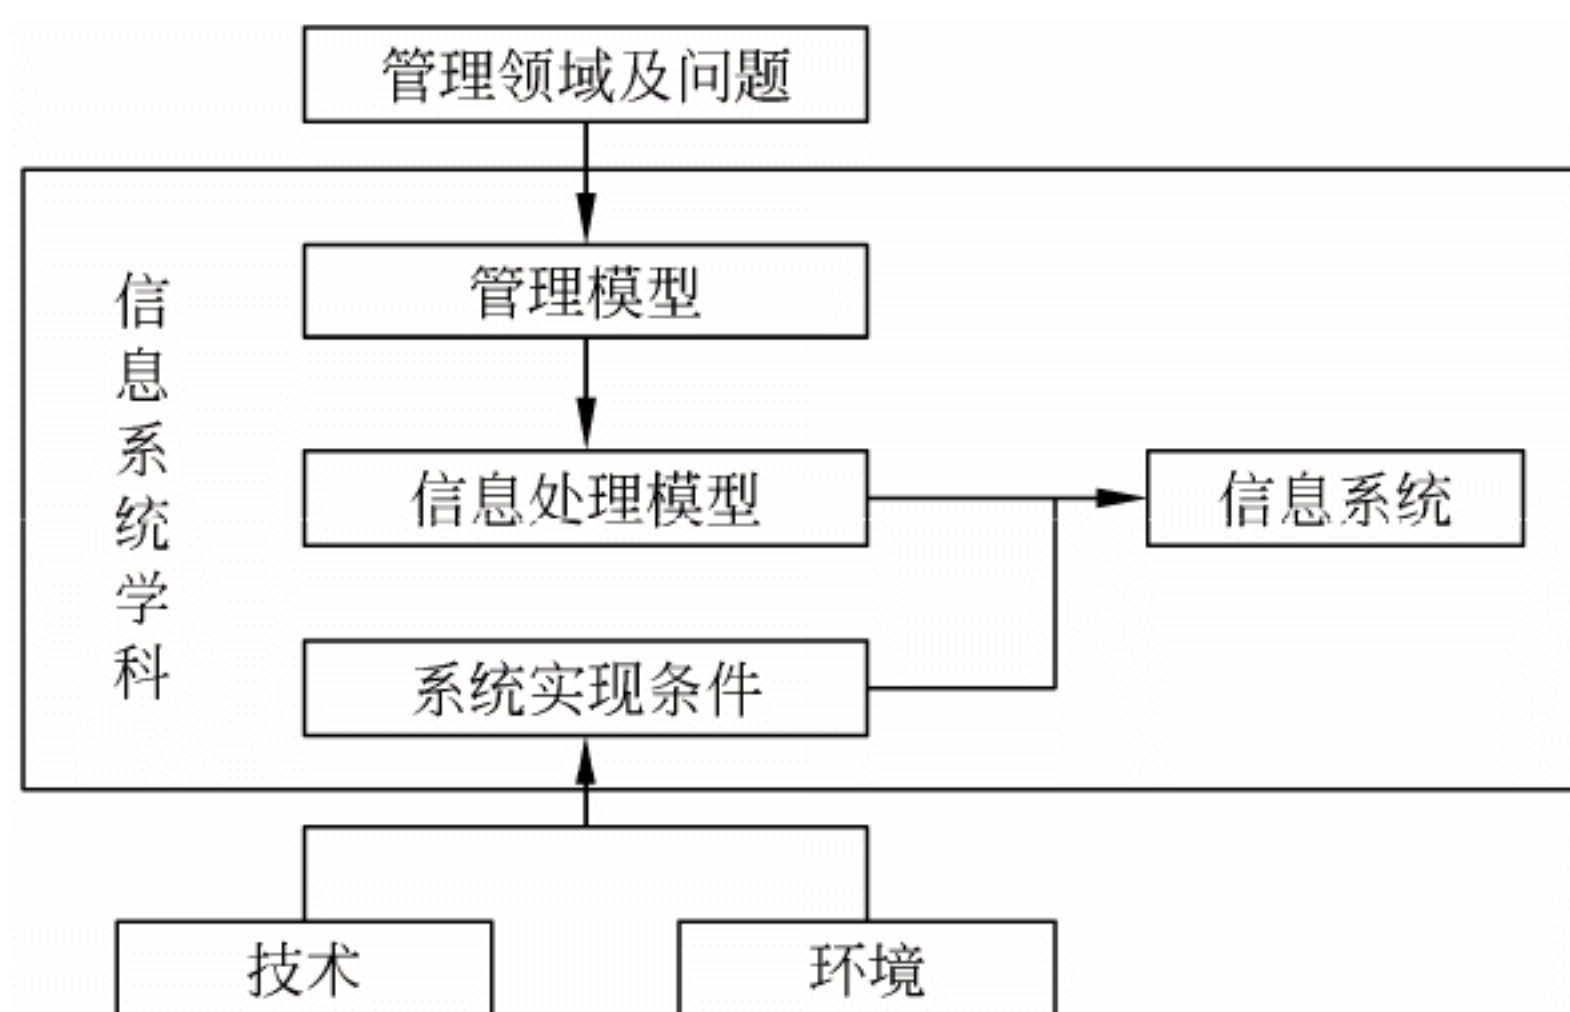 管理领域及问题
管理模型
信息系统学科
信息处理模型
信息系统
系统实现条件
技术
环境